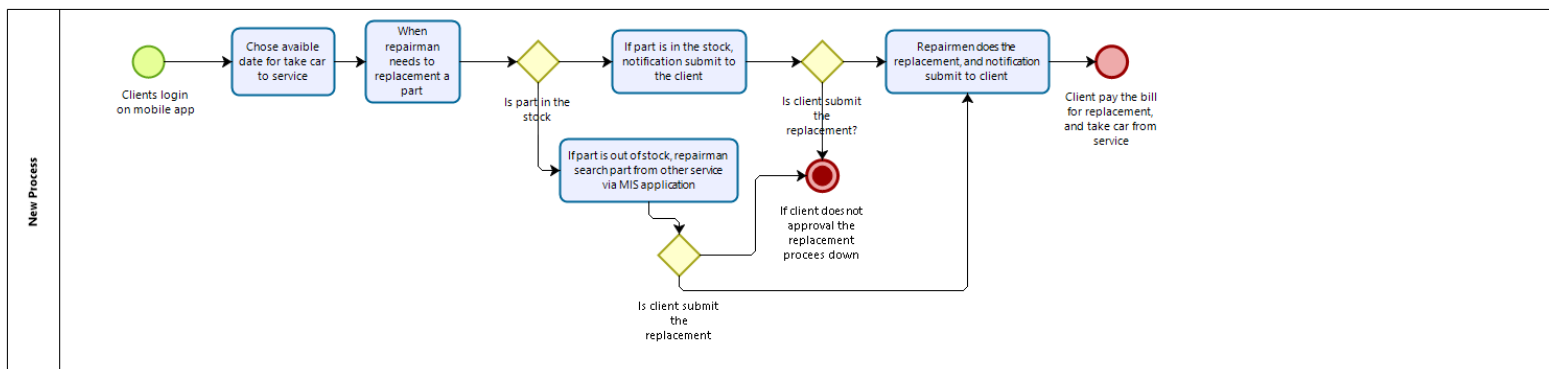 New Process
Clients login
on mobile app
Chose avaible
date for take car
to service
When
repairman
needs to
replacement a
part
Is part in the
stock
If part is in the stock,
notification submit to
the client
Is client submit
the
replacement?
Repairmen does the
replacement, and notification
submit to client
Client pay the bill
for replacement,
and take car from
service
If part is out of stock, repairman
search part from other service
via MIS application
If client does not
approval the
replacement
procees down
Is client submit
the
replacement